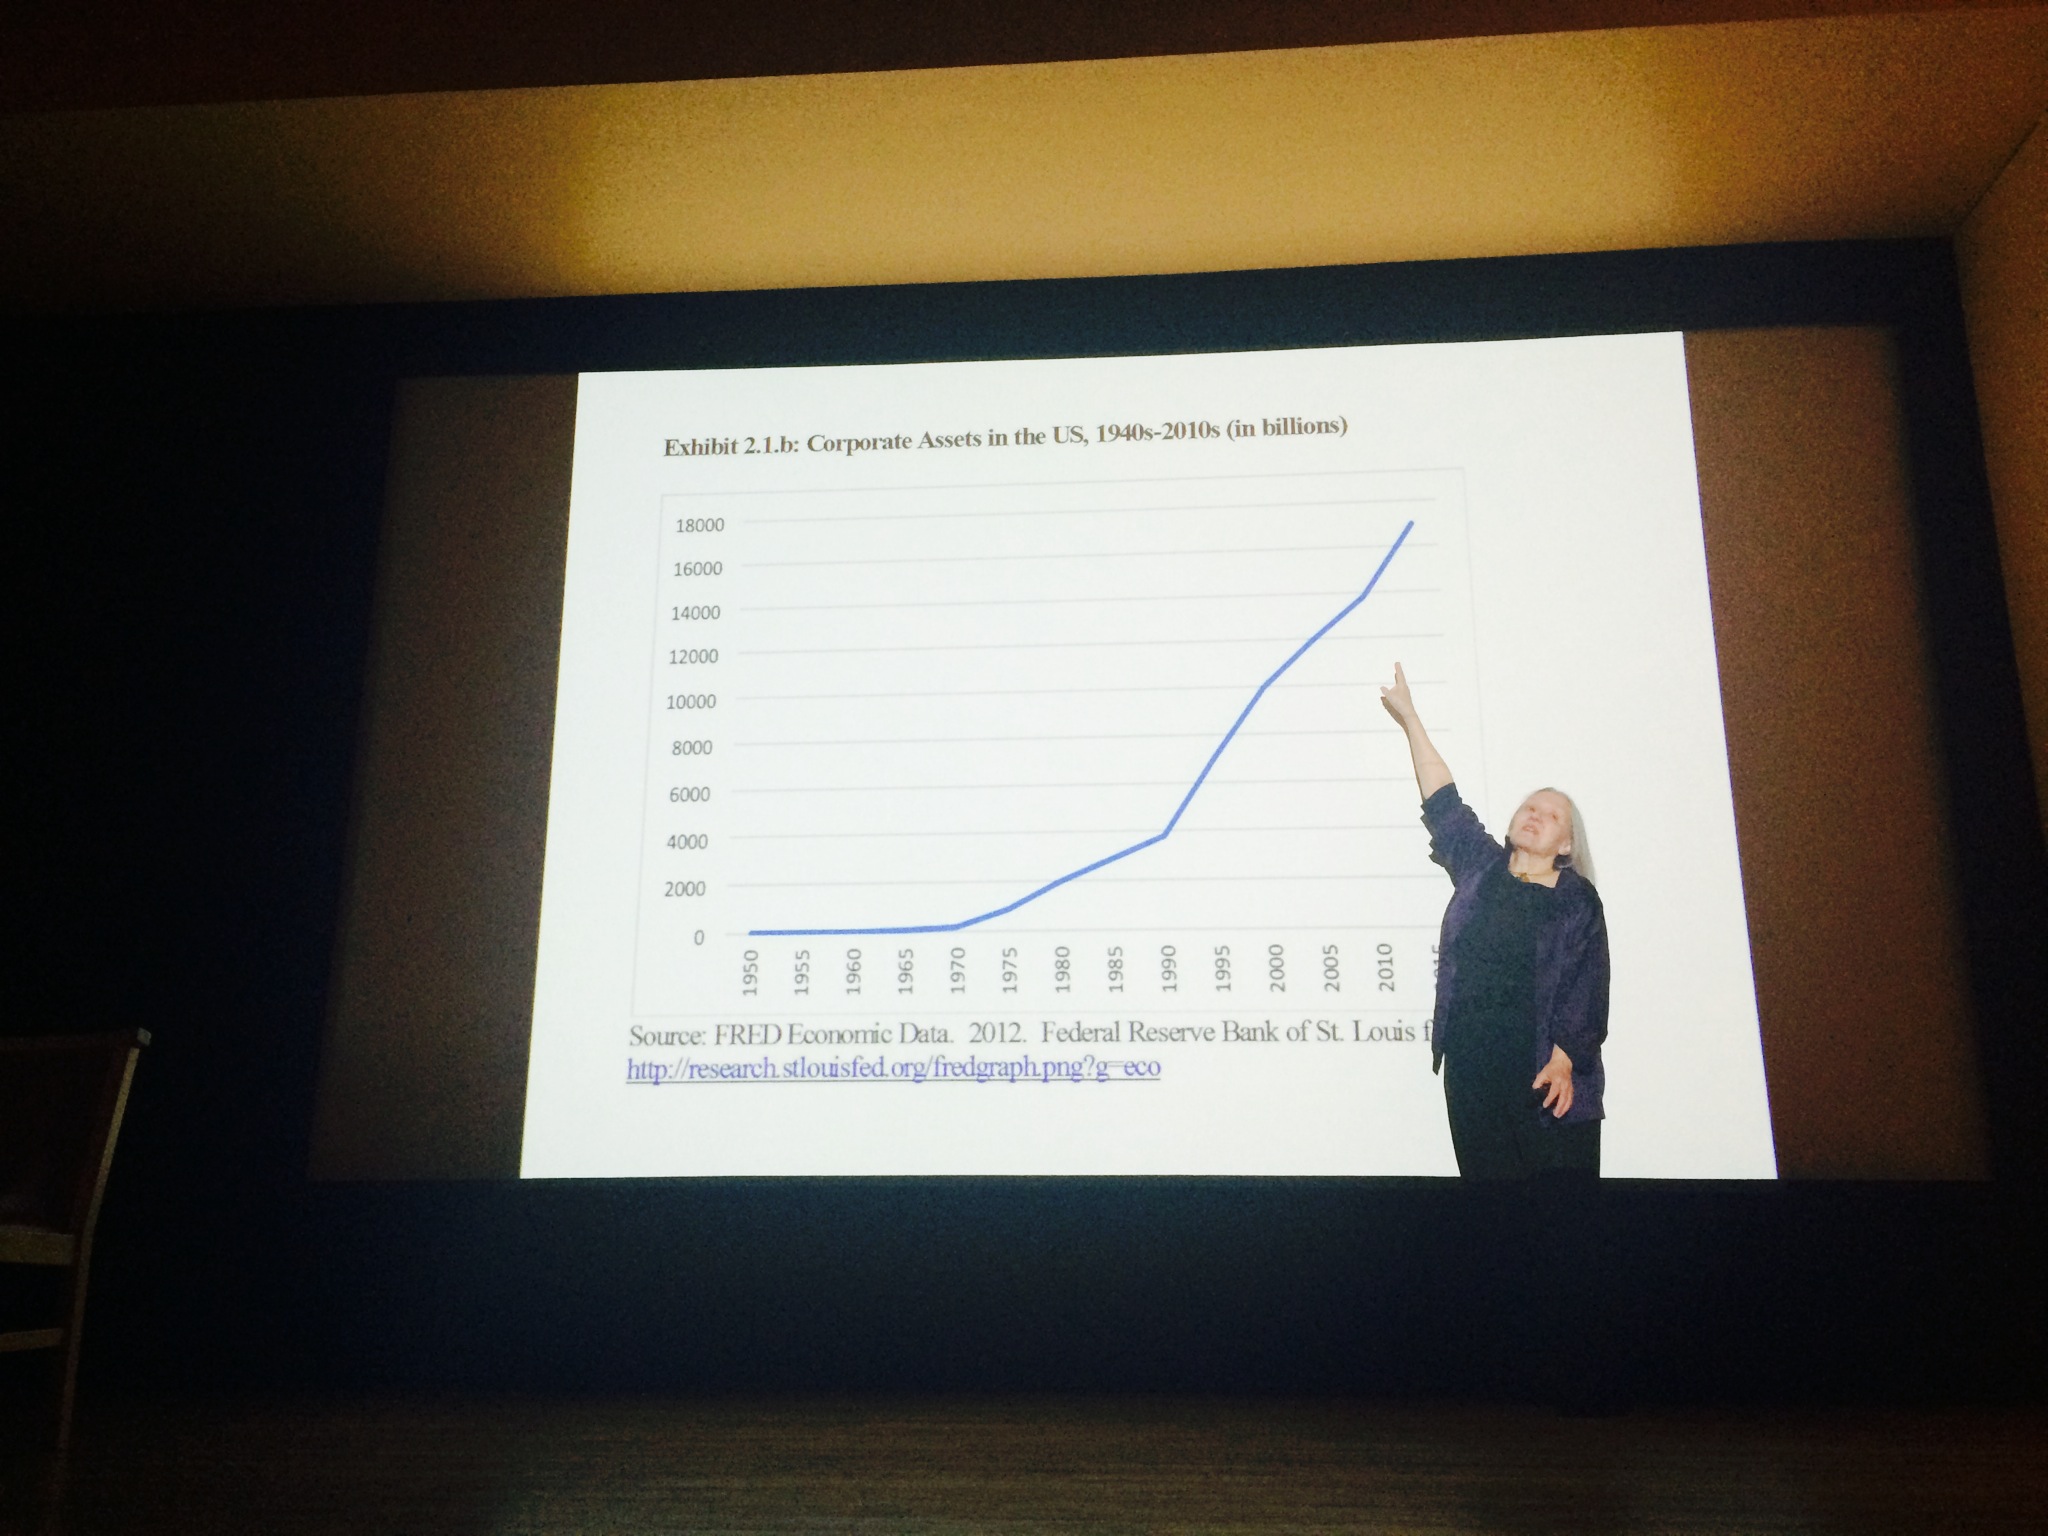 Exhibit 2.1.b: Corporate Assets in the US, 1940s-2010s (in billions)
18000
16000
14000
12000
10000
8000
6000
4000
2000
0
1950 1955 1960 1965 1970 1975 1980 1985 1990 1995 2000 2005 2010
Source: FRED Economic Data. 2012. Federal Reserve Bank of St. Louis
http://research.stlouisfed.org/fredgraph.png?g=eco